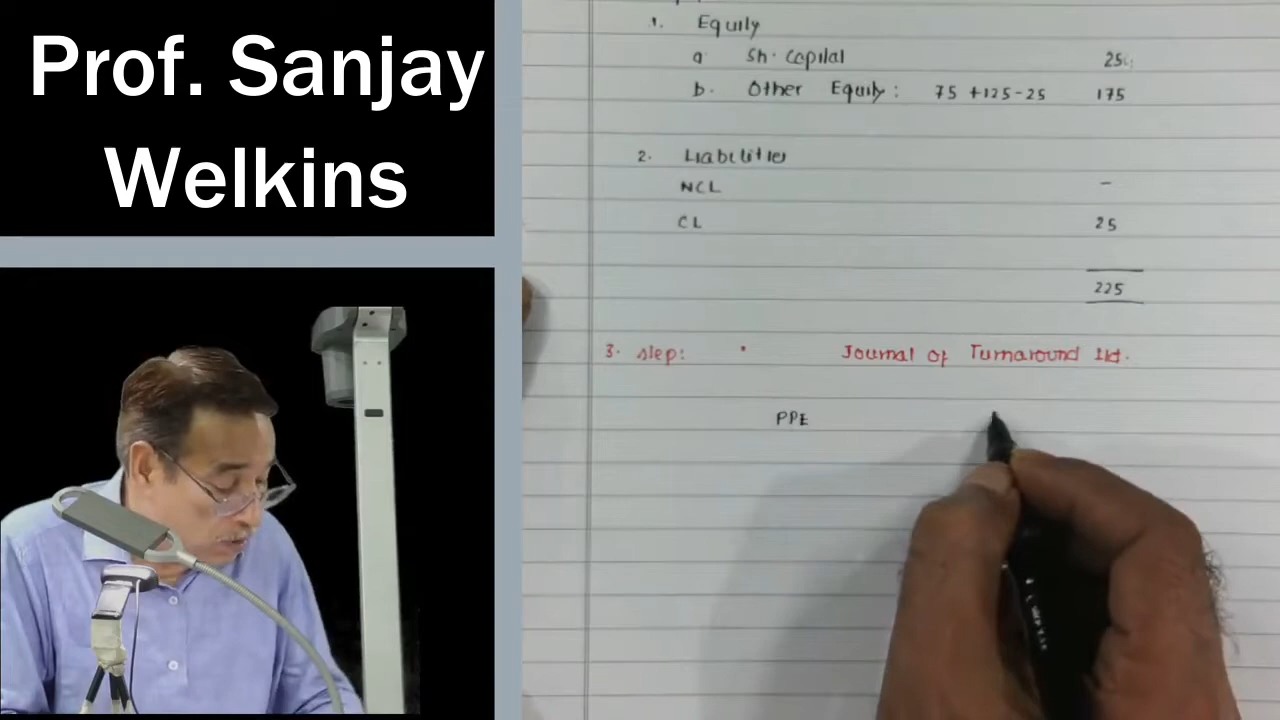 Prof. Sanjay
Welkins
1. Equity
a Sh. Capital 25
b. Other Equity : 75 +125-25 175
2. Liabilities
NCL -
CL 25
225
3. Step: Journal of Turnaround Ltd.
PPE